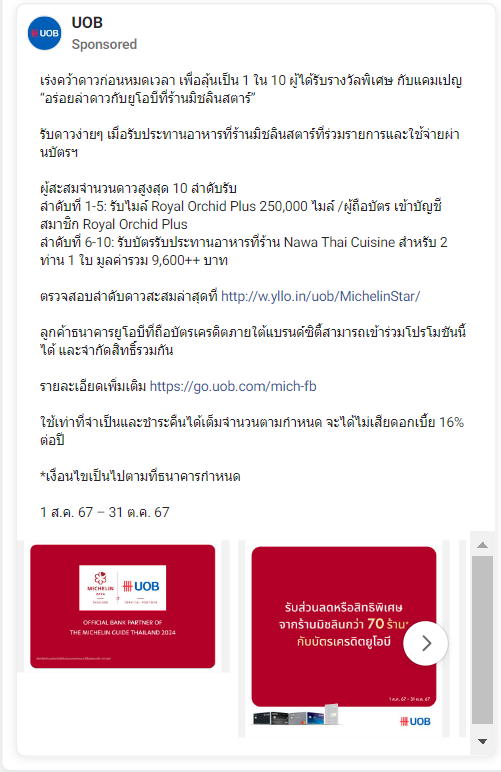 UOB
UOB
Sponsored
เร่งคว้าดาวก่อนหมดเวลา เพื่อลุ้นเป็น 1 ใน 10 ผู้ได้รับรางวัลพิเศษ กับแคมเปญ
“อร่อยล่าดาวกับยูโอบีที่ร้านมิชลินสตาร์”
รับดาวง่ายๆ เมื่อรับประทานอาหารที่ร้านมิชลินสตาร์ที่ร่วมรายการและใช้จ่ายผ่า
นบัตรฯ
ผู้สะสมจำนวนดาวสูงสุด 10 ลำดับรับ
ลำดับที่ 1-5: รับไมล์ Royal Orchid Plus 250,000 ไมล์ /ผู้ถือบัตร เข้าบัญชี
สมาชิก Royal Orchid Plus
ลำดับที่ 6-10: รับบัตรรับประทานอาหารที่ร้าน Nawa Thai Cuisine สำหรับ 2
ท่าน 1 ใบ มูลค่ารวม 9,600++ บาท
ตรวจสอบลำดับดาวสะสมล่าสุดที่ http://w.yllo.in/uob/MichelinStar/
ลูกค้าธนาคารยูโอบีที่ถือบัตรเครดิตภายใต้แบรนด์ซิตี้สามารถเข้าร่วมโปรโมชันนี้
ได้ และจำกัดสิทธิ์รวมกัน
รายละเอียดเพิ่มเติม https://go.uob.com/mich-fb
ใช้เท่าที่จำเป็นและชำระคืนได้เต็มจำนวนตามกำหนด จะได้ไม่เสียดอกเบี้ย 16%
ต่อปี
*เงื่อนไขเป็นไปตามที่ธนาคารกำหนด
1 ส.ค. 67 – 31 ต.ค. 67
MICHELIN
UOB
OFFICIAL BANK PARTNER OF
THE MICHELIN GUIDE THAILAND 2024
รับส่วนลดหรือสิทธิพิเศษ
จากร้านมิชลินกว่า 70 ร้าน*
กับบัตรเครดิตยูโอบี
1 ส.ค. 67 - 31 ต.ค. 67
UOB